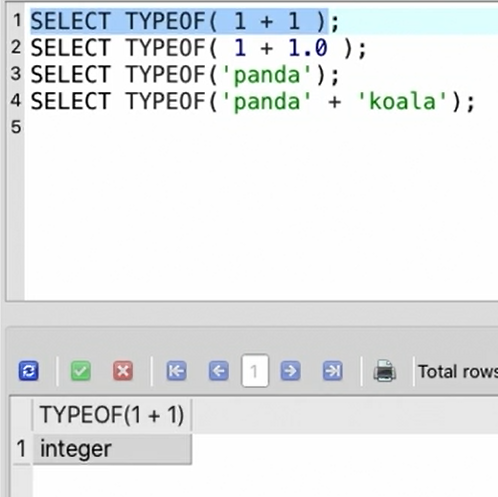 1 SELECT TYPEOF( 1 + 1 );
2 SELECT TYPEOF( 1 + 1.0 );
3 SELECT TYPEOF('panda');
4 SELECT TYPEOF('panda' + 'koala');
5
1 Total rows
TYPEOF(1 + 1)
1 integer